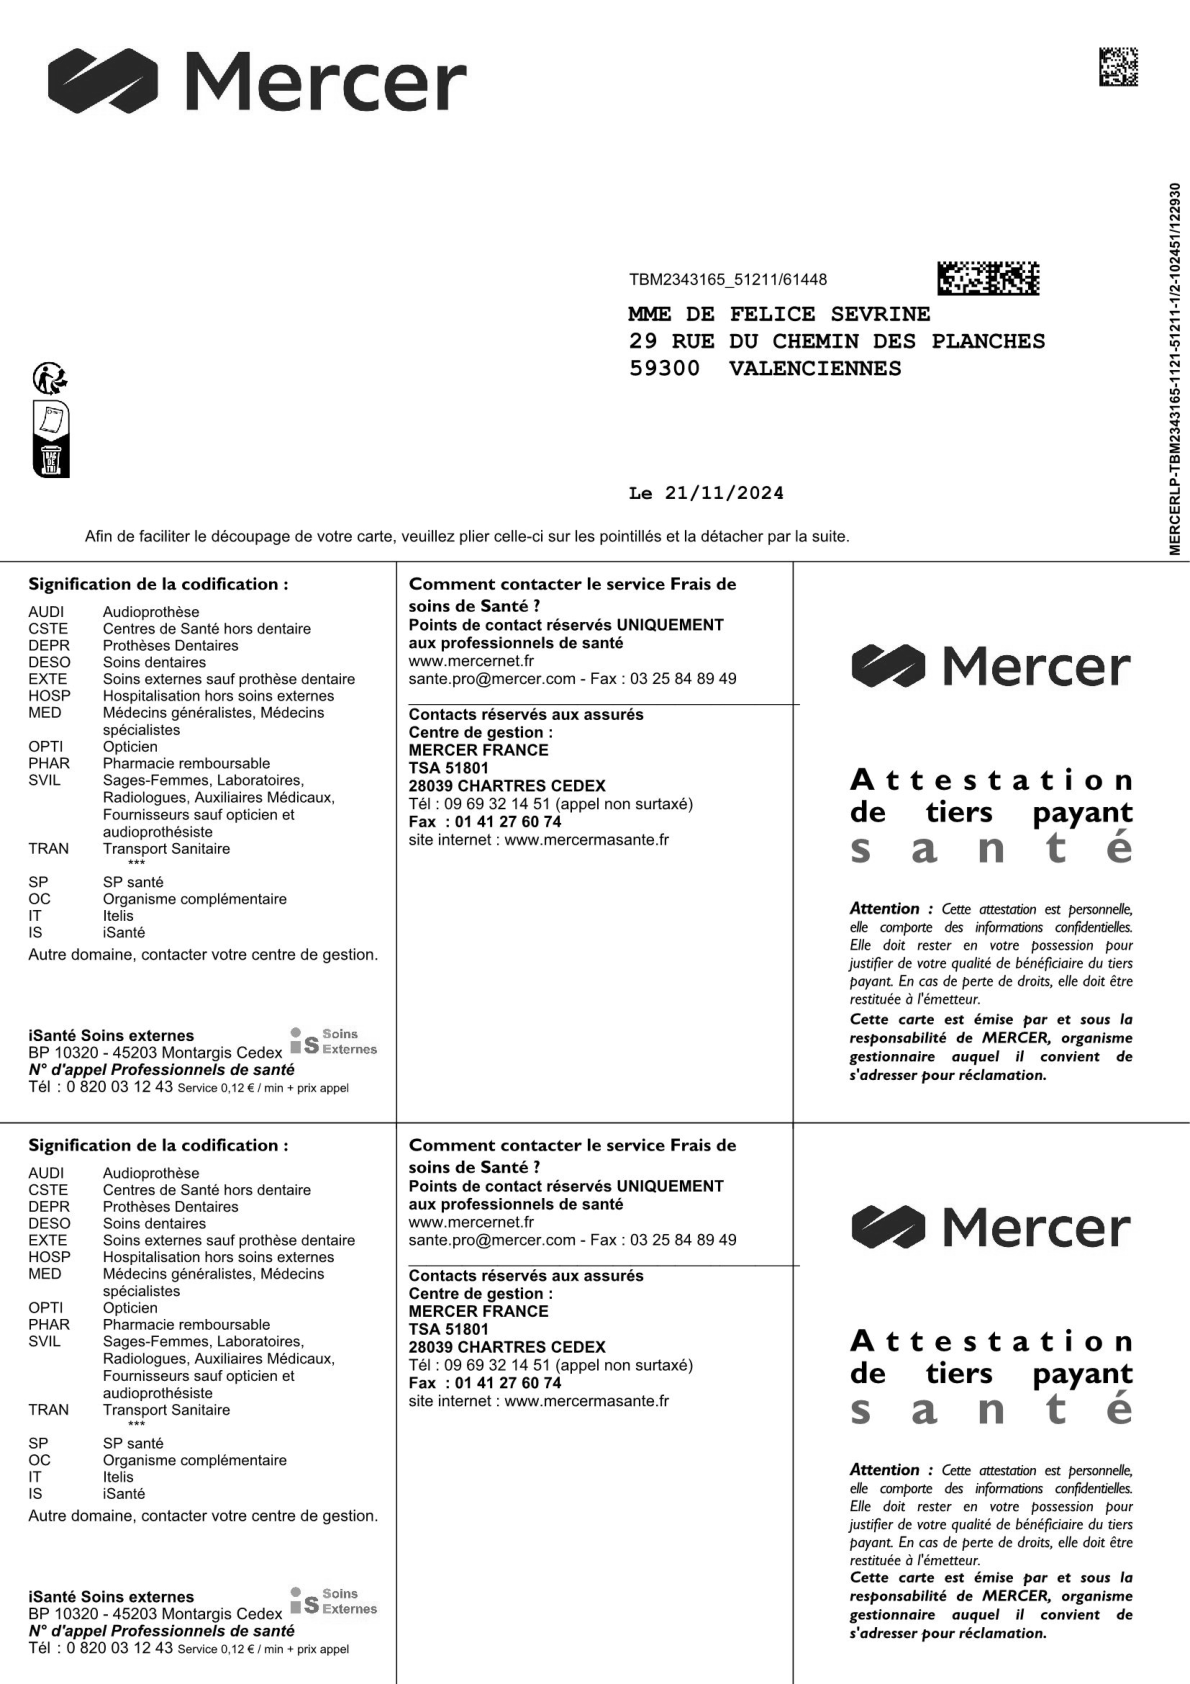 Mercer
MERCERLP-TBM2343165-1121-51211-1/2-102451/122930
TBM2343165_51211/61448
MME DE FELICE SEVRINE
29 RUE DU CHEMIN DES PLANCHES
59300 VALENCIENNES
BAC
DE
TRI
Le 21/11/2024
Afin de faciliter le découpage de votre carte, veuillez plier celle-ci sur les pointillés et la détacher par la suite.
Signification de la codification :
AUDI Audioprothèse
CSTE Centres de Santé hors dentaire
DEPR Prothèses Dentaires
DESO Soins dentaires
EXTE Soins externes sauf prothèse dentaire
HOSP Hospitalisation hors soins externes
MED Médecins généralistes, Médecins
spécialistes
OPTI Opticien
PHAR Pharmacie remboursable
SVIL Sages-Femmes, Laboratoires,
Radiologues, Auxiliaires Médicaux,
Fournisseurs sauf opticien et
audioprothésiste
TRAN Transport Sanitaire
***
SP SP santé
OC Organisme complémentaire
IT Itelis
IS iSanté
Autre domaine, contacter votre centre de gestion.
iSanté Soins externes
BP 10320 - 45203 Montargis Cedex
N° d'appel Professionnels de santé
Tél : 0 820 03 12 43 Service 0,12 € / min + prix appel
iS Soins
Externes
Comment contacter le service Frais de
soins de Santé ?
Points de contact réservés UNIQUEMENT
aux professionnels de santé
www.mercernet.fr
sante.pro@mercer.com - Fax : 03 25 84 89 49
Contacts réservés aux assurés
Centre de gestion :
MERCER FRANCE
TSA 51801
28039 CHARTRES CEDEX
Tél : 09 69 32 14 51 (appel non surtaxé)
Fax : 01 41 27 60 74
site internet : www.mercermasante.fr
Mercer
Attestation
de tiers payant
santé
Attention : Cette attestation est personnelle,
elle comporte des informations confidentielles.
Elle doit rester en votre possession pour
justifier de votre qualité de bénéficiaire du tiers
payant. En cas de perte de droits, elle doit être
restituée à l'émetteur.
Cette carte est émise par et sous la
responsabilité de MERCER, organisme
gestionnaire auquel il convient de
s'adresser pour réclamation.
Signification de la codification :
AUDI Audioprothèse
CSTE Centres de Santé hors dentaire
DEPR Prothèses Dentaires
DESO Soins dentaires
EXTE Soins externes sauf prothèse dentaire
HOSP Hospitalisation hors soins externes
MED Médecins généralistes, Médecins
spécialistes
OPTI Opticien
PHAR Pharmacie remboursable
SVIL Sages-Femmes, Laboratoires,
Radiologues, Auxiliaires Médicaux,
Fournisseurs sauf opticien et
audioprothésiste
TRAN Transport Sanitaire
***
SP SP santé
OC Organisme complémentaire
IT Itelis
IS iSanté
Autre domaine, contacter votre centre de gestion.
iSanté Soins externes
BP 10320 - 45203 Montargis Cedex
N° d'appel Professionnels de santé
Tél : 0 820 03 12 43 Service 0,12 € / min + prix appel
iS Soins
Externes
Comment contacter le service Frais de
soins de Santé ?
Points de contact réservés UNIQUEMENT
aux professionnels de santé
www.mercernet.fr
sante.pro@mercer.com - Fax : 03 25 84 89 49
Contacts réservés aux assurés
Centre de gestion :
MERCER FRANCE
TSA 51801
28039 CHARTRES CEDEX
Tél : 09 69 32 14 51 (appel non surtaxé)
Fax : 01 41 27 60 74
site internet : www.mercermasante.fr
Mercer
Attestation
de tiers payant
santé
Attention : Cette attestation est personnelle,
elle comporte des informations confidentielles.
Elle doit rester en votre possession pour
justifier de votre qualité de bénéficiaire du tiers
payant. En cas de perte de droits, elle doit être
restituée à l'émetteur.
Cette carte est émise par et sous la
responsabilité de MERCER, organisme
gestionnaire auquel il convient de
s'adresser pour réclamation.